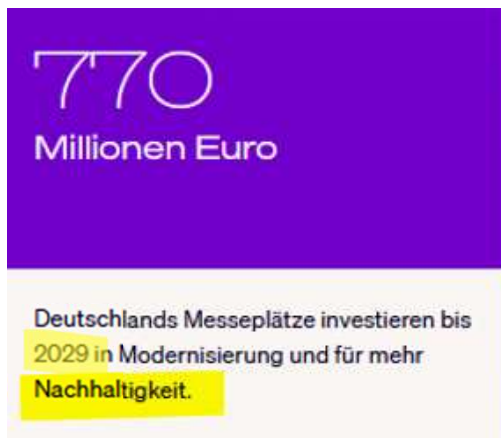 770
Millionen Euro
Deutschlands Messeplätze investieren bis
2029 in Modernisierung und für mehr
Nachhaltigkeit.